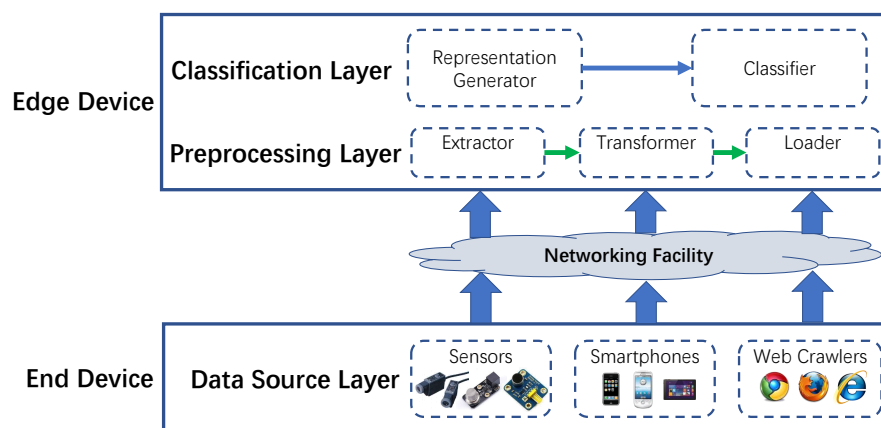 Edge Device
Classification Layer
Representation
Generator
Classifier
Preprocessing Layer
Extractor
Transformer
Loader
Networking Facility
End Device
Data Source Layer
Sensors
Smartphones
Web Crawlers